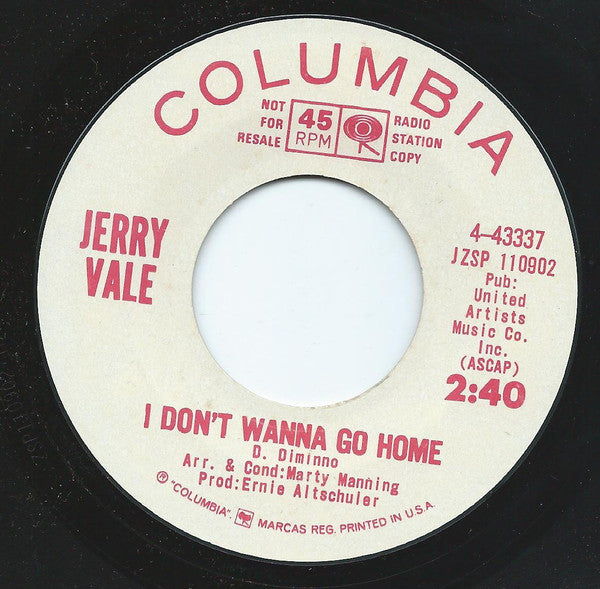 COLUMBIA
NOT
FOR
RESALE
45
RPM
RADIO
STATION
COPY
JERRY
VALE
4-43337
JZSP 110902
Pub:
United
Artists
Music Co.
Inc.
(ASCAP)
2:40
I DON'T WANNA GO HOME
D. Diminno
Arr. & Cond:Marty Manning
Prod:Ernie Altschuler
® "COLUMBIA". MARCAS REG. PRINTED IN U.S.A.